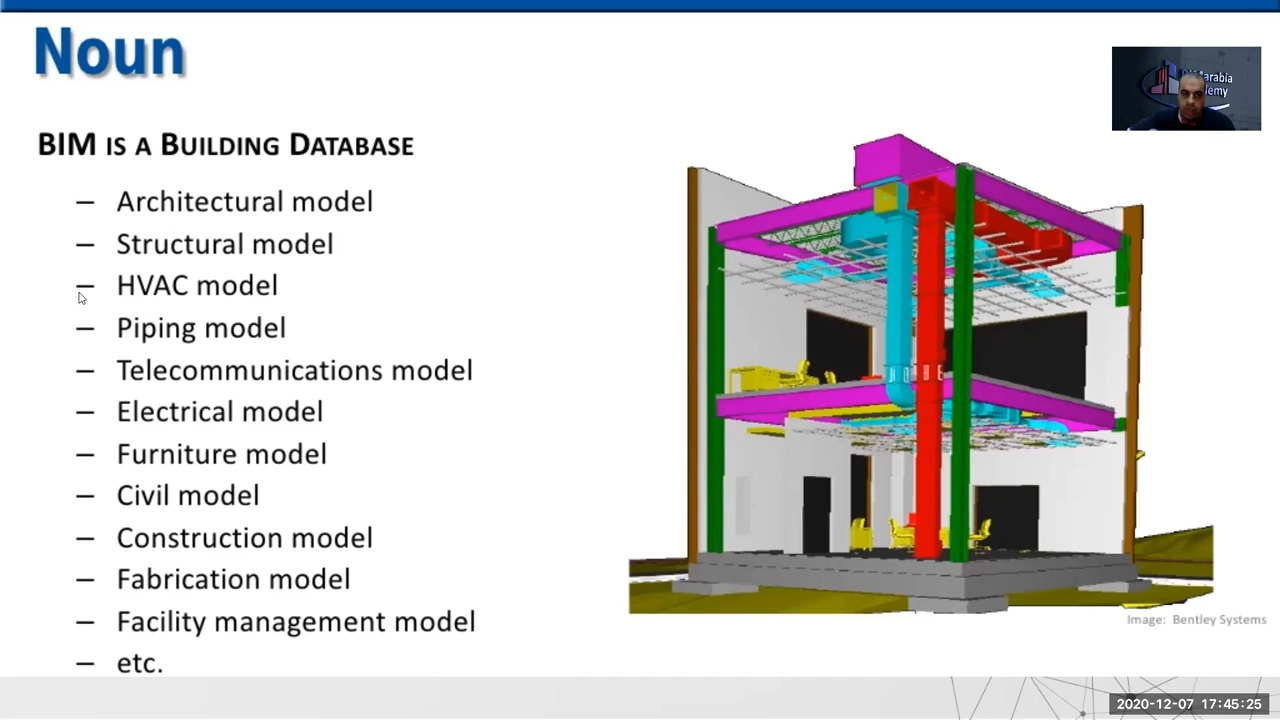 Noun
BIM IS A BUILDING DATABASE
– Architectural model
– Structural model
– HVAC model
– Piping model
– Telecommunications model
– Electrical model
– Furniture model
– Civil model
– Construction model
– Fabrication model
– Facility management model
– etc.
Image: Bentley Systems
2020-12-07 17:45:25